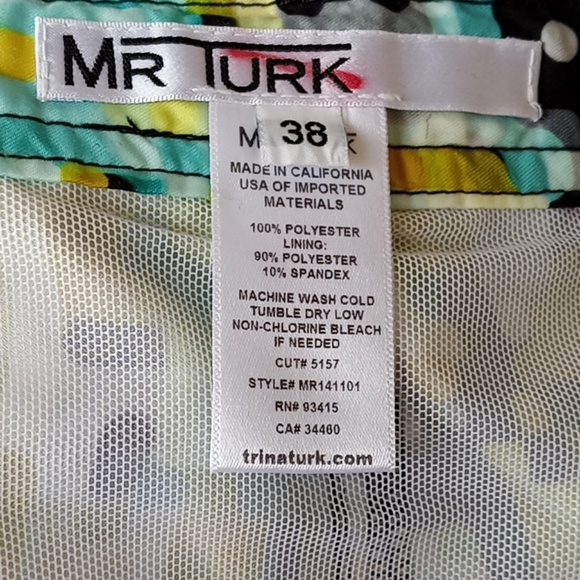 MR TURK
38
M K
MADE IN CALIFORNIA
USA OF IMPORTED
MATERIALS
100% POLYESTER
LINING:
90% POLYESTER
10% SPANDEX
MACHINE WASH COLD
TUMBLE DRY LOW
NON-CHLORINE BLEACH
IF NEEDED
CUT# 5157
STYLE# MR141101
RN# 93415
CA# 34460
trinaturk.com